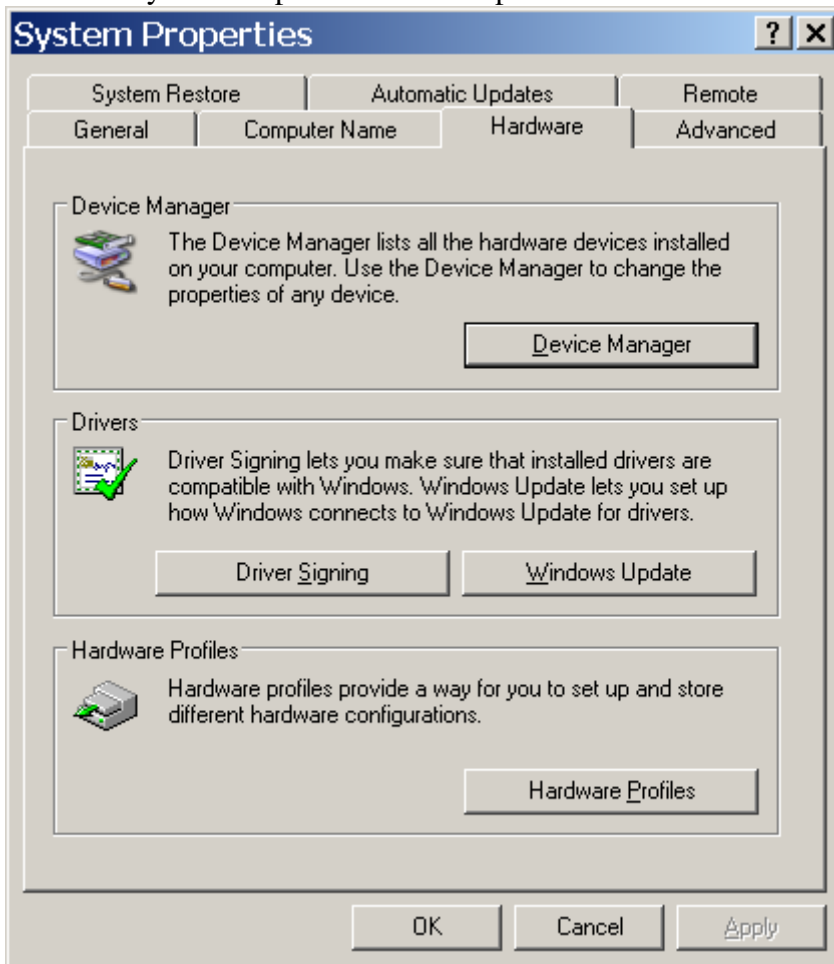 System Properties
System Restore Automatic Updates Remote
General Computer Name Hardware Advanced
Device Manager
The Device Manager lists all the hardware devices installed
on your computer. Use the Device Manager to change the
properties of any device.
Device Manager
Drivers
Driver Signing lets you make sure that installed drivers are
compatible with Windows. Windows Update lets you set up
how Windows connects to Windows Update for drivers.
Driver Signing Windows Update
Hardware Profiles
Hardware profiles provide a way for you to set up and store
different hardware configurations.
Hardware Profiles
OK Cancel Apply